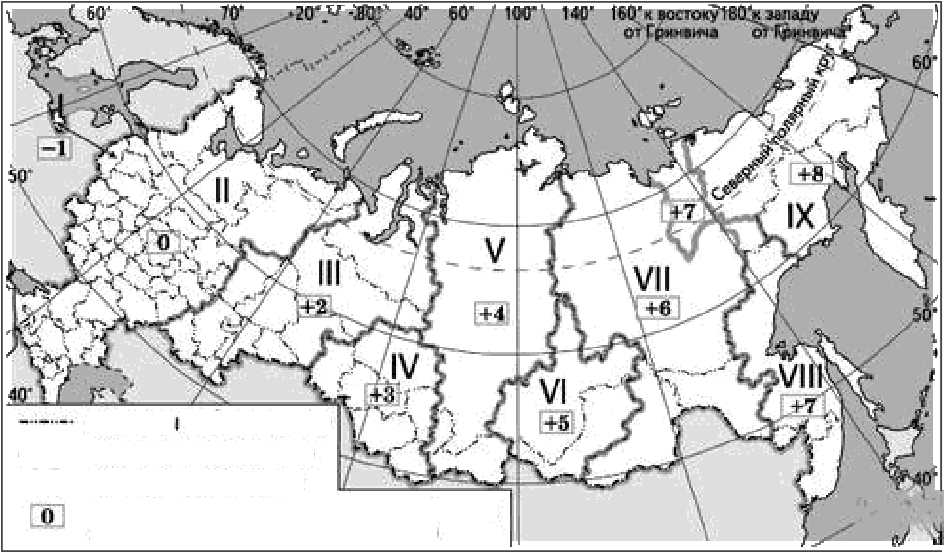 60° 70° 20° 80° 40° 60° 100° 140° 160° к востоку 180° к западу
от Гринвича от Гринвича
60°
Северный полярный круг
I
−1
50°
II
0
III
+2
IV
+3
V
+4
VI
+5
VII
+6
+7
+8
IX
50°
VIII
+7
40°
40°
0